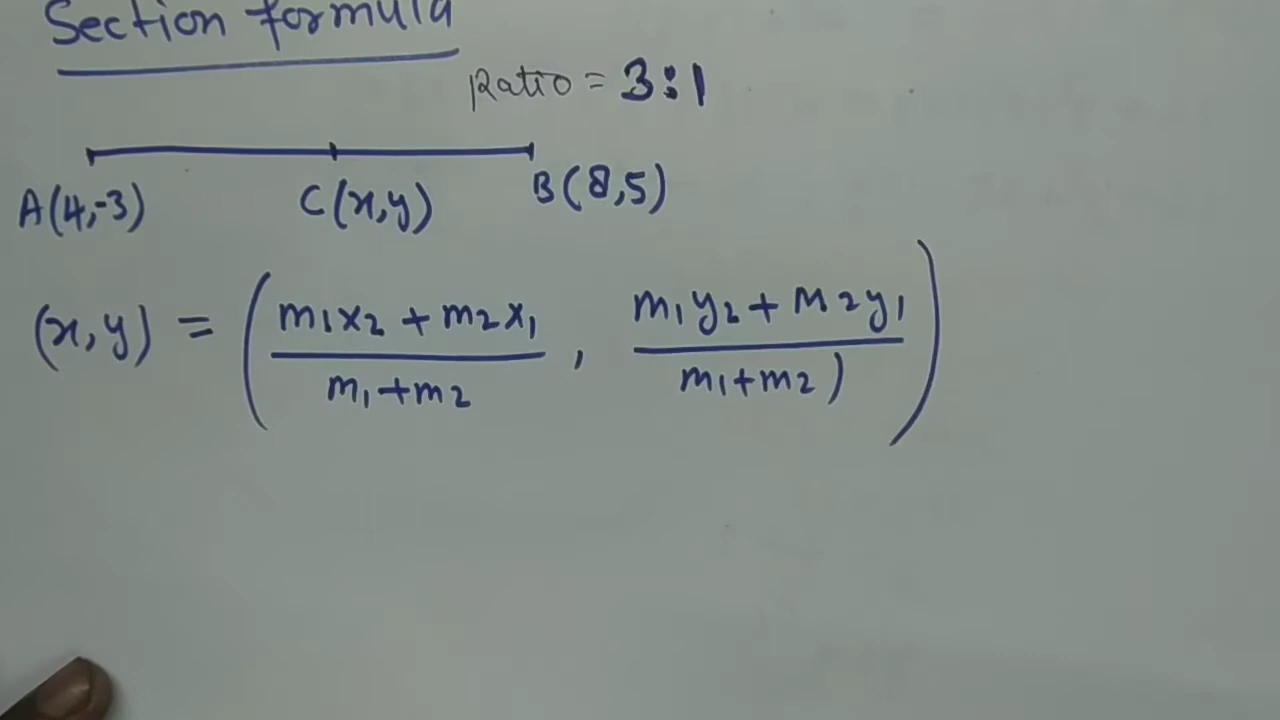 Section formula
Ratio = 3:1
A(4,-3) C(x,y) B(8,5)
(x,y) = ( m1x2 + m2x1 / m1+m2 , m1y2 + m2y1 / m1+m2) )